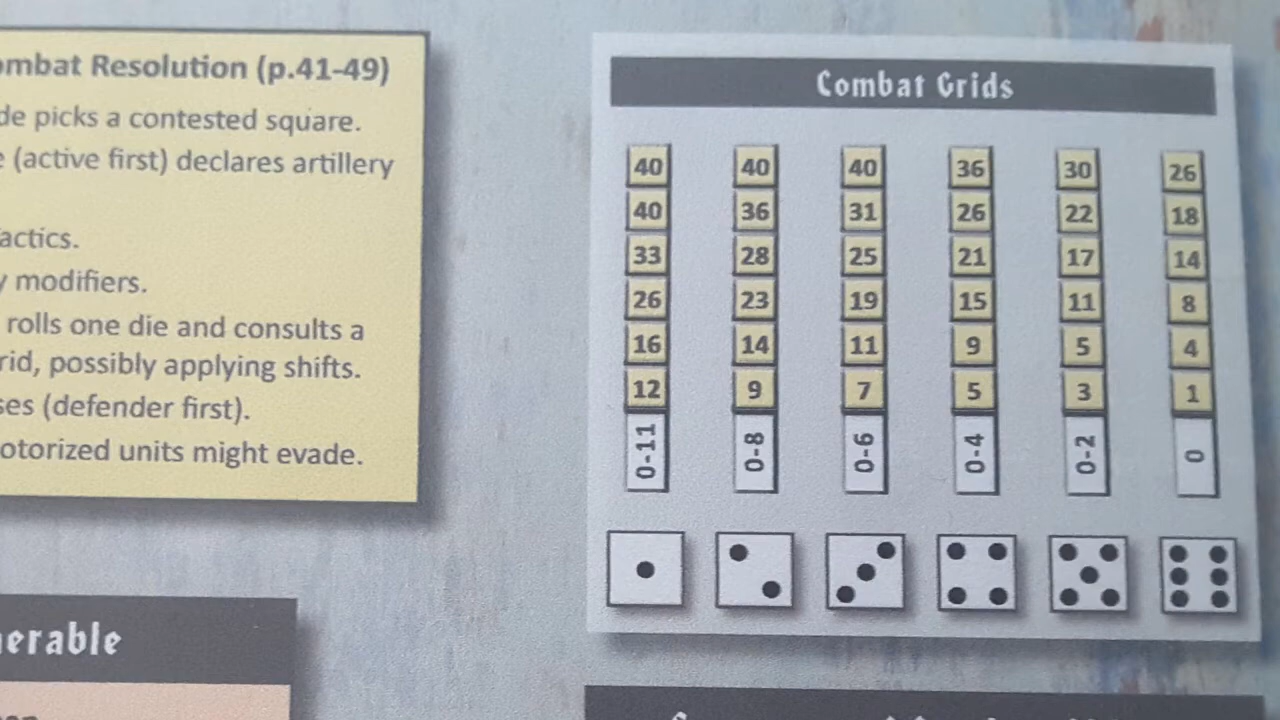 ombat Resolution (p.41-49)
de picks a contested square.
e (active first) declares artillery
actics.
y modifiers.
rolls one die and consults a
rid, possibly applying shifts.
ses (defender first).
otorized units might evade.
erable
Combat Grids
40 40 40 36 30 26
40 36 31 26 22 18
33 28 25 21 17 14
26 23 19 15 11 8
16 14 11 9 5 4
12 9 7 5 3 1
0-11 0-8 0-6 0-4 0-2 0